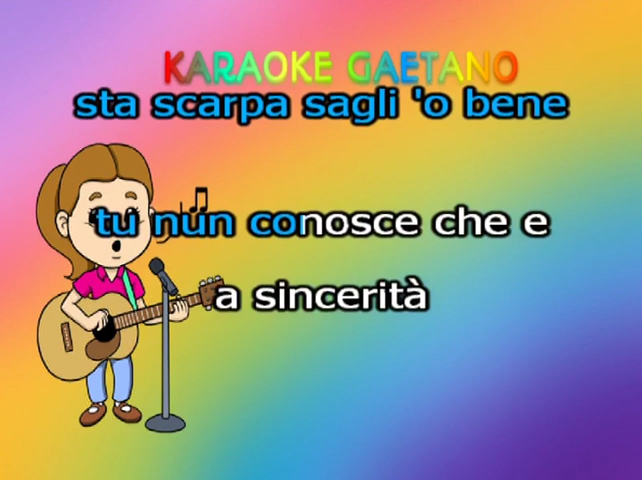 KARAOKE GAETANO
sta scarpa sagli 'o bene
tu nun conosce che e
a sincerità